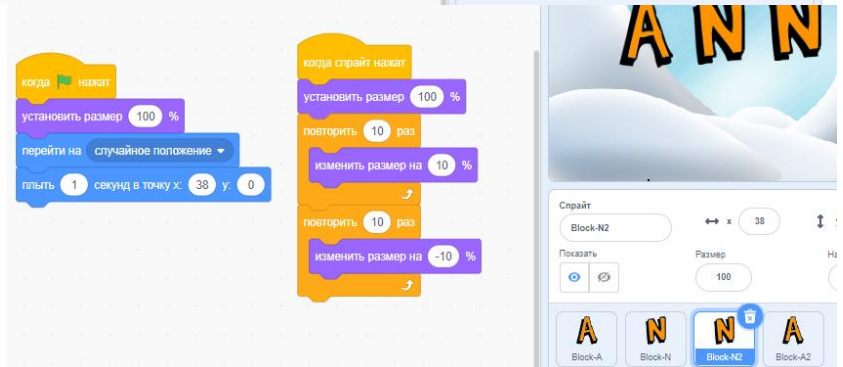 когда нажат
установить размер 100 %
перейти на случайное положение
плыть 1 секунд в точку x: 38 y: 0
когда спрайт нажат
установить размер 100 %
повторить 10 раз
изменить размер на 10 %
повторить 10 раз
изменить размер на -10 %
A N N
Спрайт
Block-N2 x 38
Показать Размер
100
A N N A
Block-A Block-N Block-N2 Block-A2